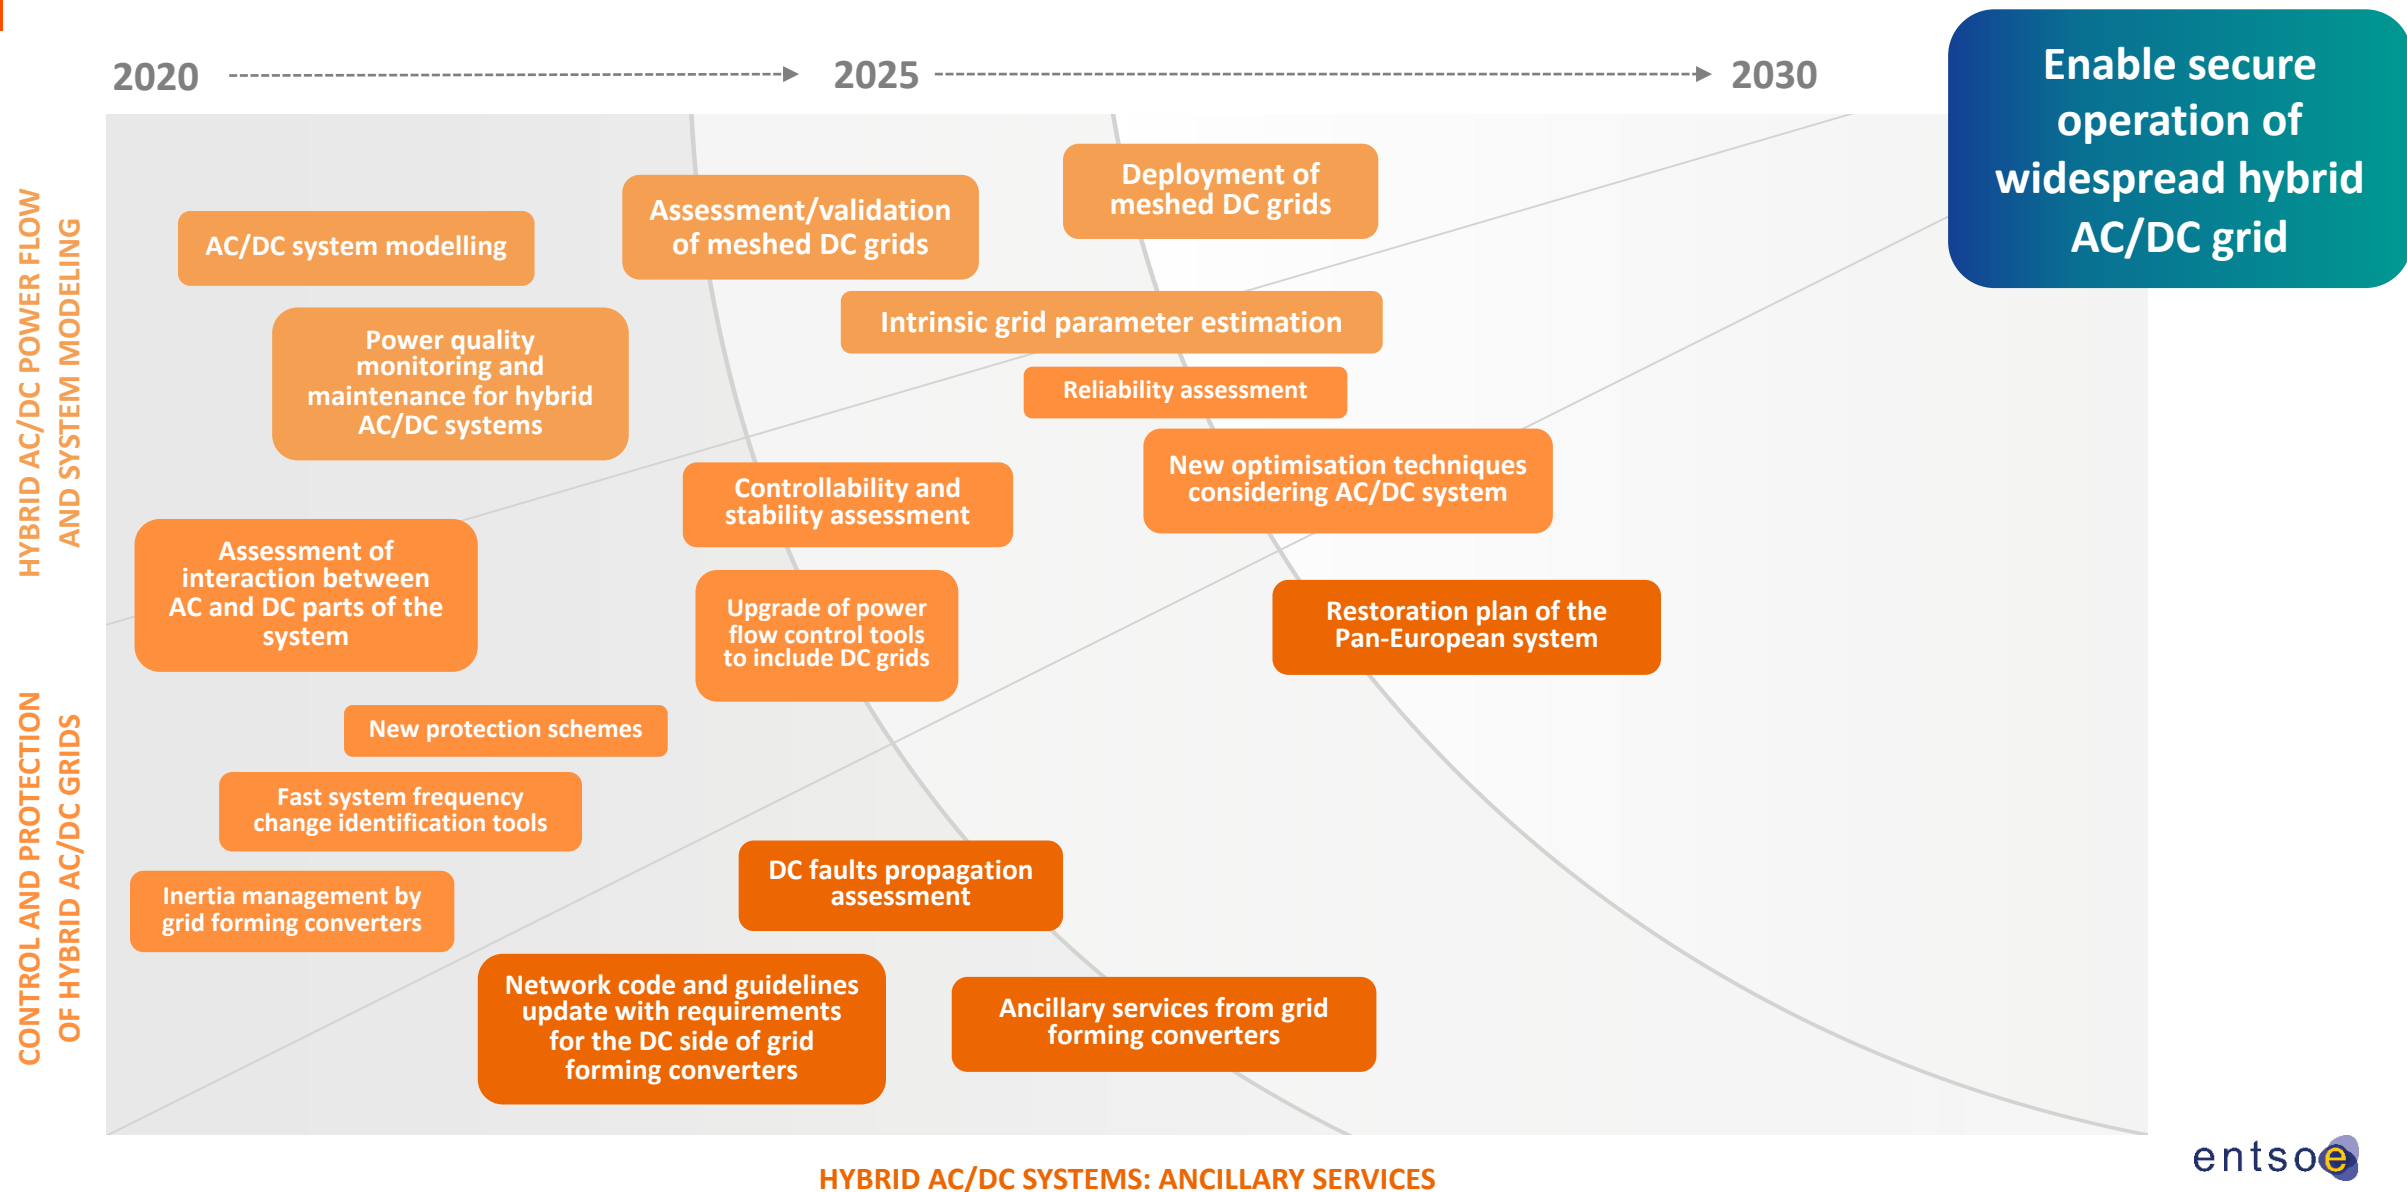 2020
2025
2030
Enable secure
operation of
widespread hybrid
AC/DC grid
HYBRID AC/DC POWER FLOW
AND SYSTEM MODELING
AC/DC system modelling
Assessment/validation
of meshed DC grids
Deployment of
meshed DC grids
Power quality
monitoring and
maintenance for hybrid
AC/DC systems
Intrinsic grid parameter estimation
Reliability assessment
New optimisation techniques
considering AC/DC system
Controllability and
stability assessment
Assessment of
interaction between
AC and DC parts of the
system
Upgrade of power
flow control tools
to include DC grids
Restoration plan of the
Pan-European system
CONTROL AND PROTECTION
OF HYBRID AC/DC GRIDS
New protection schemes
Fast system frequency
change identification tools
Inertia management by
grid forming converters
DC faults propagation
assessment
Network code and guidelines
update with requirements
for the DC side of grid
forming converters
Ancillary services from grid
forming converters
HYBRID AC/DC SYSTEMS: ANCILLARY SERVICES
entsoe